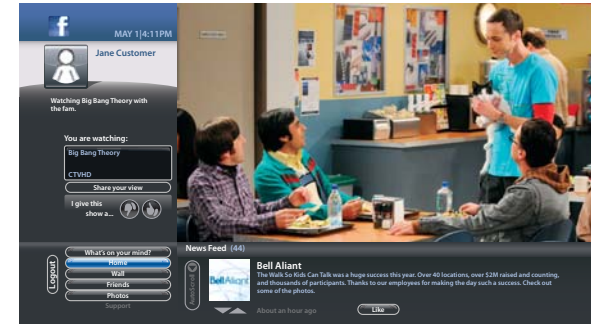 f
MAY 1|4:11PM
Jane Customer
Watching Big Bang Theory with
the fam.
You are watching:
Big Bang Theory
CTVHD
Share your view
I give this
show a...
Logout
What's on your mind?
Home
Wall
Friends
Photos
Support
News Feed (44)
AutoScroll
BellAliant
Bell Aliant
The Walk So Kids Can Talk was a huge success this year. Over 40 locations, over $2M raised and counting,
and thousands of participants. Thanks to our employees for making the day such a success. Check out
some of the photos.
About an hour ago
Like